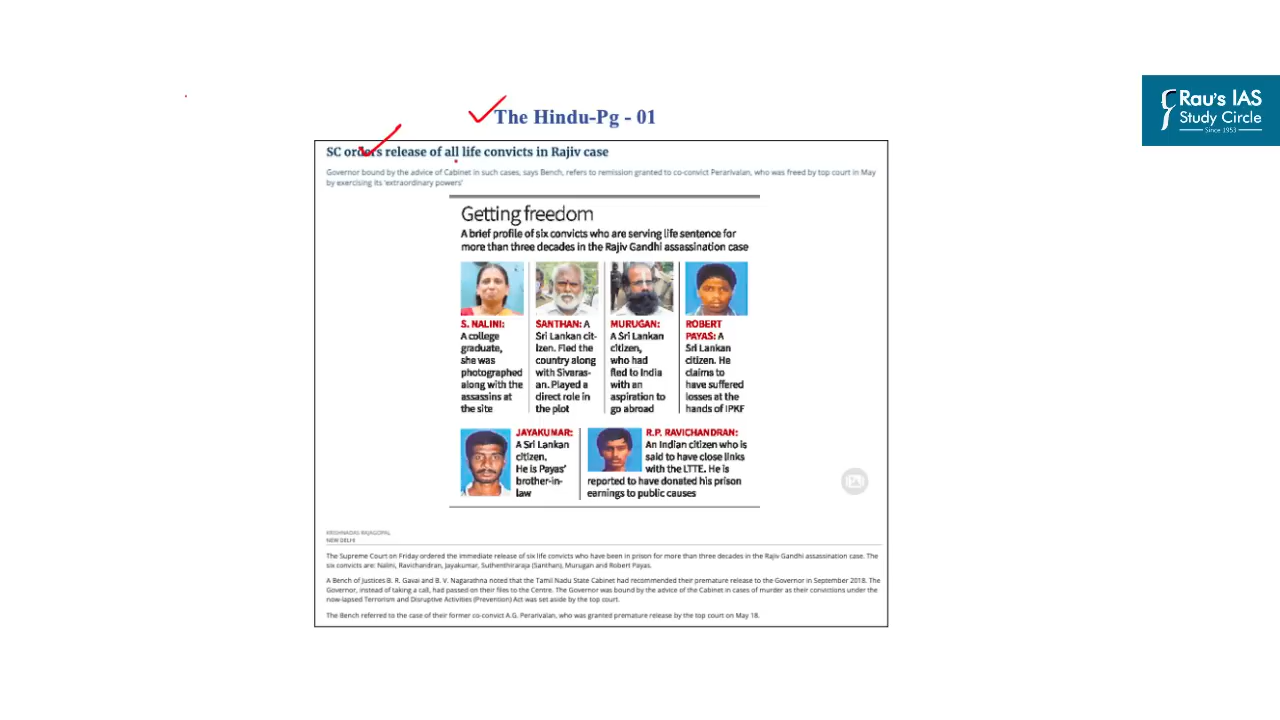 The Hindu-Pg - 01
Rau's IAS
Study Circle
Since 1953
SC orders release of all life convicts in Rajiv case
Governor bound by the advice of Cabinet in such cases, says Bench, refers to remission granted to co-convict Perarivalan, who was freed by top court in May
by exercising its 'extraordinary powers'
Getting freedom
A brief profile of six convicts who are serving life sentence for
more than three decades in the Rajiv Gandhi assassination case
S. NALINI:
A college
graduate,
she was
photographed
along with the
assassins at
the site
SANTHAN: A
Sri Lankan cit-
izen. Fled the
country along
with Sivaras-
an. Played a
direct role in
the plot
MURUGAN:
A Sri Lankan
citizen,
who had
fled to India
with an
aspiration to
go abroad
ROBERT
PAYAS: A
Sri Lankan
citizen. He
claims to
have suffered
losses at the
hands of IPKF
JAYAKUMAR:
A Sri Lankan
citizen.
He is Payas'
brother-in-
law
R.P. RAVICHANDRAN:
An Indian citizen who is
said to have close links
with the LTTE. He is
reported to have donated his prison
earnings to public causes
KRISHNADAS RAJAGOPAL
NEW DELHI
The Supreme Court on Friday ordered the immediate release of six life convicts who have been in prison for more than three decades in the Rajiv Gandhi assassination case. The
six convicts are: Nalini, Ravichandran, Jayakumar, Suthenthiraraja (Santhan), Murugan and Robert Payas.
A Bench of Justices B. R. Gavai and B. V. Nagarathna noted that the Tamil Nadu State Cabinet had recommended their premature release to the Governor in September 2018. The
Governor, instead of taking a call, had passed on their files to the Centre. The Governor was bound by the advice of the Cabinet in cases of murder as their convictions under the
now-lapsed Terrorism and Disruptive Activities (Prevention) Act was set aside by the top court.
The Bench referred to the case of their former co-convict A.G. Perarivalan, who was granted premature release by the top court on May 18.